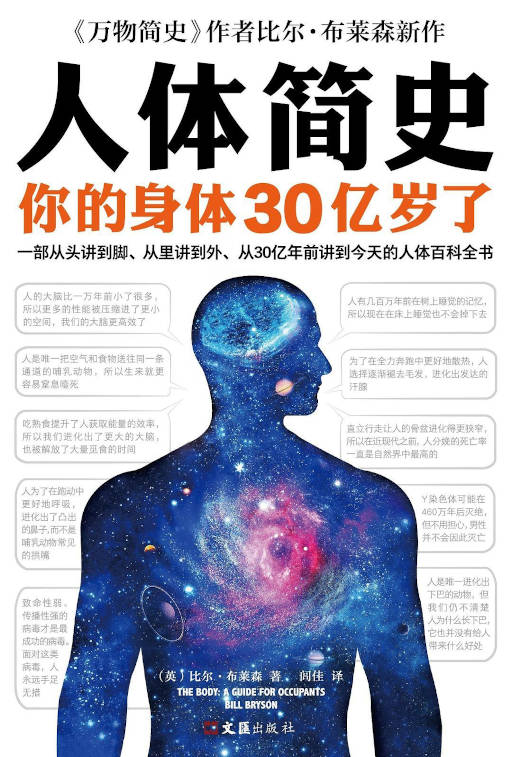 《万物简史》作者比尔·布莱森新作
人体简史
你的身体30亿岁了
一部从头讲到脚、从里讲到外、从30亿年前讲到今天的人体百科全书
人的大脑比一万年前小了很多，
所以更多的性能被压缩进了更小
的空间，我们的大脑更高效了
人有几百万年前在树上睡觉的记忆，
所以现在在床上睡觉也不会掉下去
人是唯一把空气和食物送往同一条
通道的哺乳动物，所以生来就更
容易窒息噎死
为了在全力奔跑中更好地散热，人
选择逐渐褪去毛发，进化出发达的
汗腺
吃熟食提升了人获取能量的效率，
所以我们进化出了更大的大脑，
也被解放了大量觅食的时间
直立行走让人的骨盆进化得更狭窄，
所以在近现代之前，人分娩的死亡率
一直是自然界中最高的
人为了在跑动中
更好地呼吸，
进化出了凸出
的鼻子，而不是
哺乳动物常见
的拱嘴
Y染色体可能在
460万年后灭绝，
但不用担心，男性
并不会因此灭亡
致命性弱、
传播性强的
病毒才是最
成功的病毒。
面对这类
病毒，人
永远手足
无措
人是唯一进化出
下巴的动物，但
我们仍不清楚
人为什么长下巴，
它也并没有给人
带来什么好处
（英）比尔·布莱森 著 闾佳 译
THE BODY: A GUIDE FOR OCCUPANTS
BILL BRYSON
文匯出版社